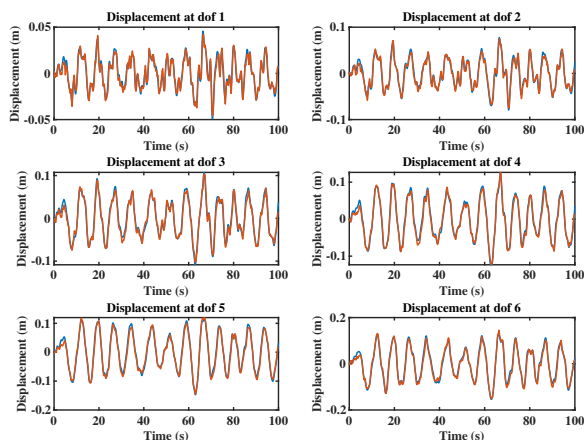 Displacement at dof 1
Displacement (m)
0.05
0
-0.05
0 20 40 60 80 100
Time (s)
Displacement at dof 2
Displacement (m)
0.1
0
-0.1
0 20 40 60 80 100
Time (s)
Displacement at dof 3
Displacement (m)
0.1
0
-0.1
0 20 40 60 80 100
Time (s)
Displacement at dof 4
Displacement (m)
0.1
0
-0.1
0 20 40 60 80 100
Time (s)
Displacement at dof 5
Displacement (m)
0.1
0
-0.1
-0.2
0 20 40 60 80 100
Time (s)
Displacement at dof 6
Displacement (m)
0.2
0
-0.2
0 20 40 60 80 100
Time (s)